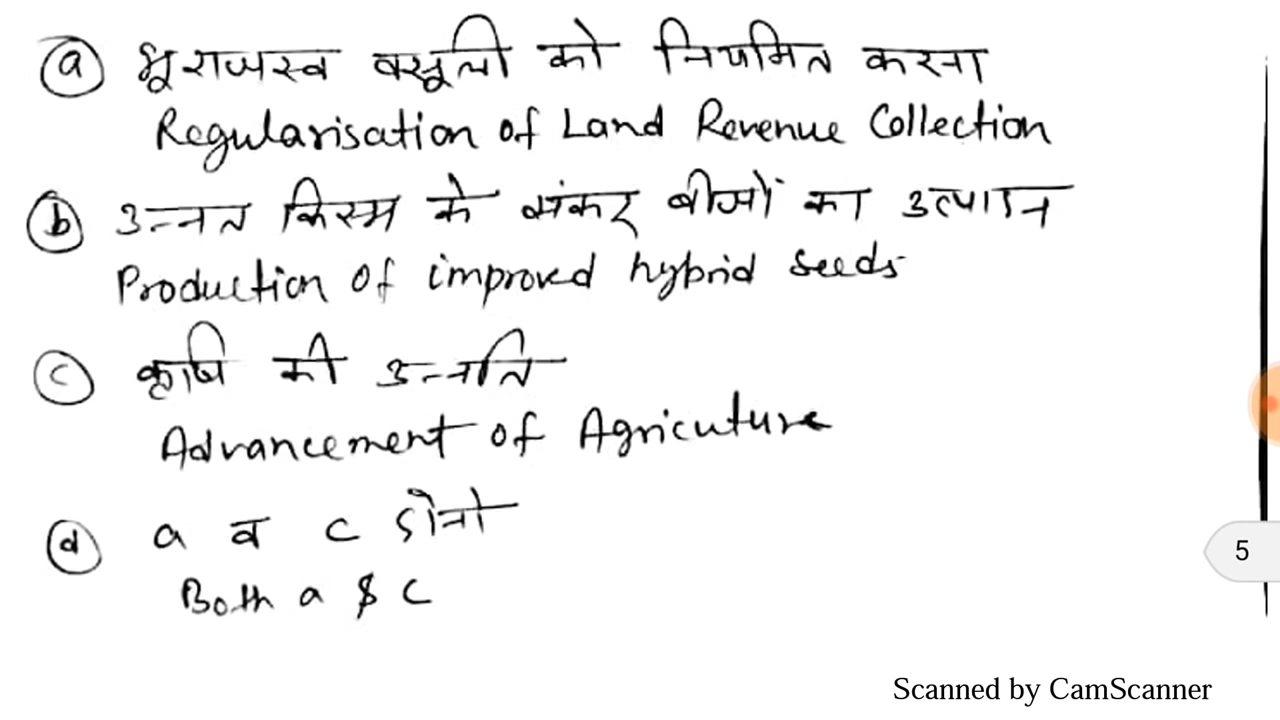 (a) भू राजस्व वसूली को नियमित करना
Regularisation of Land Revenue Collection
(b) उन्नत किस्म के संकर बीजों का उत्पादन
Production of improved hybrid seeds
(c) कृषि की उन्नति
Advancement of Agricuture
(d) a व c दोनों
Both a & c
5
Scanned by CamScanner